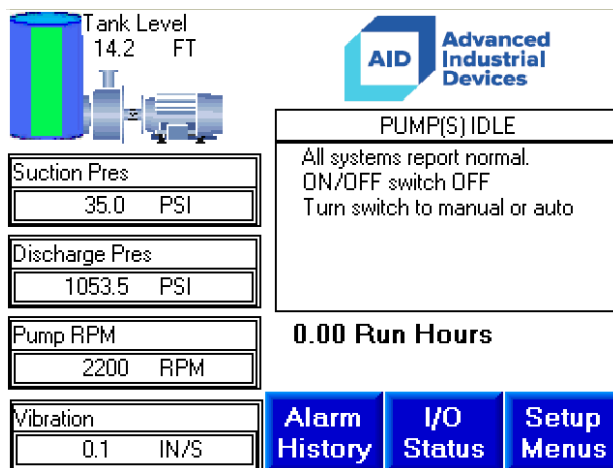 Tank Level
14.2 FT
AID
Advanced
Industrial
Devices
PUMP(S) IDLE
All systems report normal.
ON/OFF switch OFF
Turn switch to manual or auto
Suction Pres
35.0 PSI
Discharge Pres
1053.5 PSI
Pump RPM
2200 RPM
Vibration
0.1 IN/S
0.00 Run Hours
Alarm
History
I/O
Status
Setup
Menus